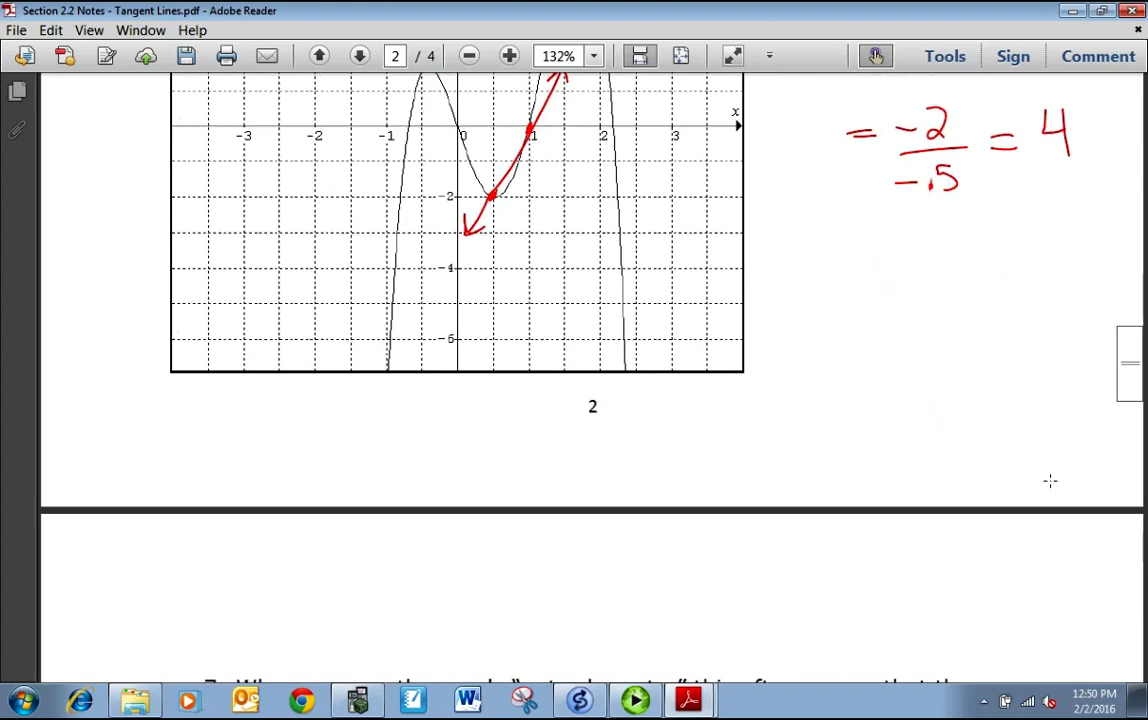 Section 2.2 Notes - Tangent Lines.pdf - Adobe Reader
File Edit View Window Help
2 / 4 132% Tools Sign Comment
x
-3 -2 -1 0 1 2 3
-2
-4
-6
= -2 / -.5 = 4
2
12:50 PM
2/2/2016